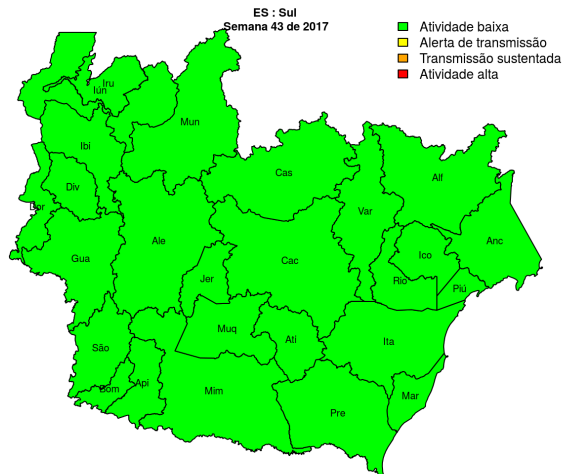 ES : Sul
Semana 43 de 2017
Atividade baixa
Alerta de transmissão
Transmissão sustentada
Atividade alta
Iru
Iún
Mun
Ibi
Cas
Alf
Div
Dor
Var
Ale
Anc
Ico
Gua
Cac
Jer
Rio
Piú
Muq
Ati
Ita
São
Api
Bom
Mim
Mar
Pre